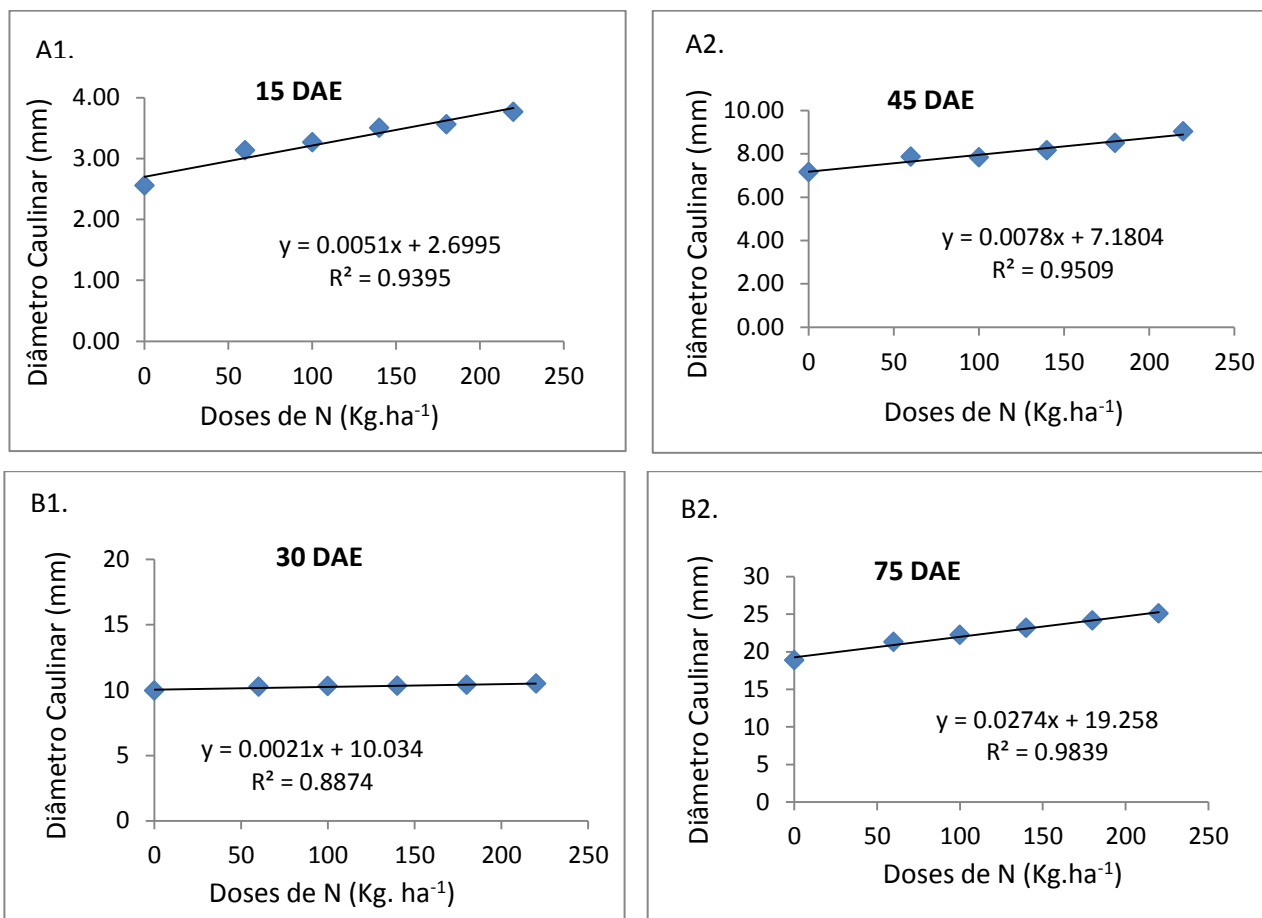 A1.
15 DAE
Diâmetro Caulinar (mm)
4.00
3.00
2.00
1.00
0.00
y = 0.0051x + 2.6995
R² = 0.9395
0 50 100 150 200 250
Doses de N (Kg.ha⁻¹)
A2.
45 DAE
Diâmetro Caulinar (mm)
10.00
8.00
6.00
4.00
2.00
0.00
y = 0.0078x + 7.1804
R² = 0.9509
0 50 100 150 200 250
Doses de N (Kg.ha⁻¹)
B1.
30 DAE
Diâmetro Caulinar (mm)
20
15
10
5
0
y = 0.0021x + 10.034
R² = 0.8874
0 50 100 150 200 250
Doses de N (Kg. ha⁻¹)
B2.
75 DAE
Diâmetro Caulinar (mm)
30
25
20
15
10
5
0
y = 0.0274x + 19.258
R² = 0.9839
0 50 100 150 200 250
Doses de N (Kg.ha⁻¹)